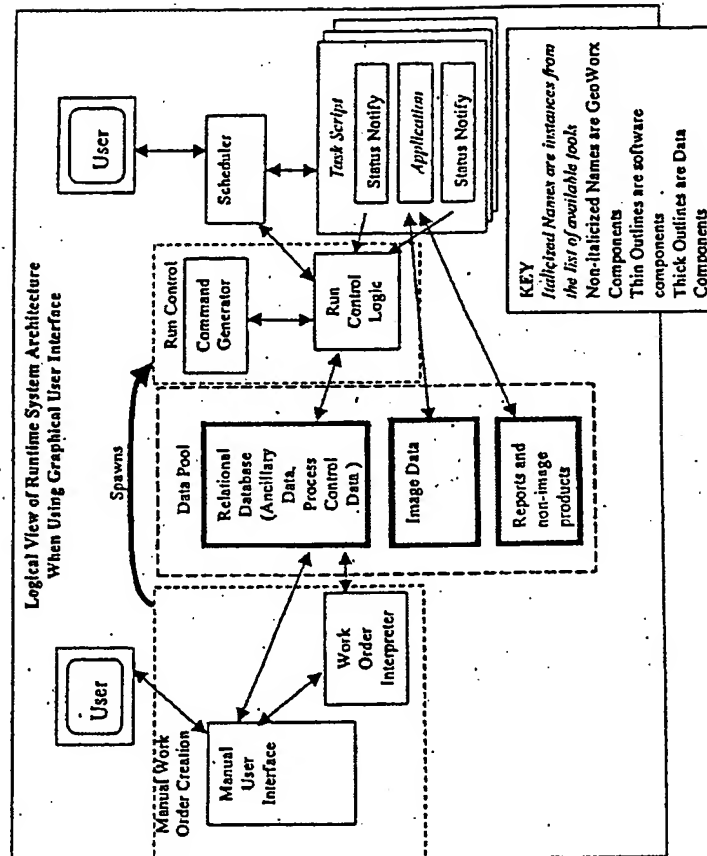 Logical View of Runtime System Architecture
When Using Graphical User Interface
Spawns
User
Manual Work
Order Creation
Manual
User
Interface
Work
Order
Interpreter
Data Pool
Relational
Database
(Ancillary
Data,
Process
Control
Data )
Image Data
Reports and
non-image
products
Run Control
Command
Generator
Run
Control
Logic
User
Scheduler
Task Script
Status Notify
Application
Status Notify
KEY
Italicized Names are instances from
the list of available tools
Non-Italicized Names are GeoWorx
Components
Thin Outlines are software
components
Thick Outlines are Data
Components